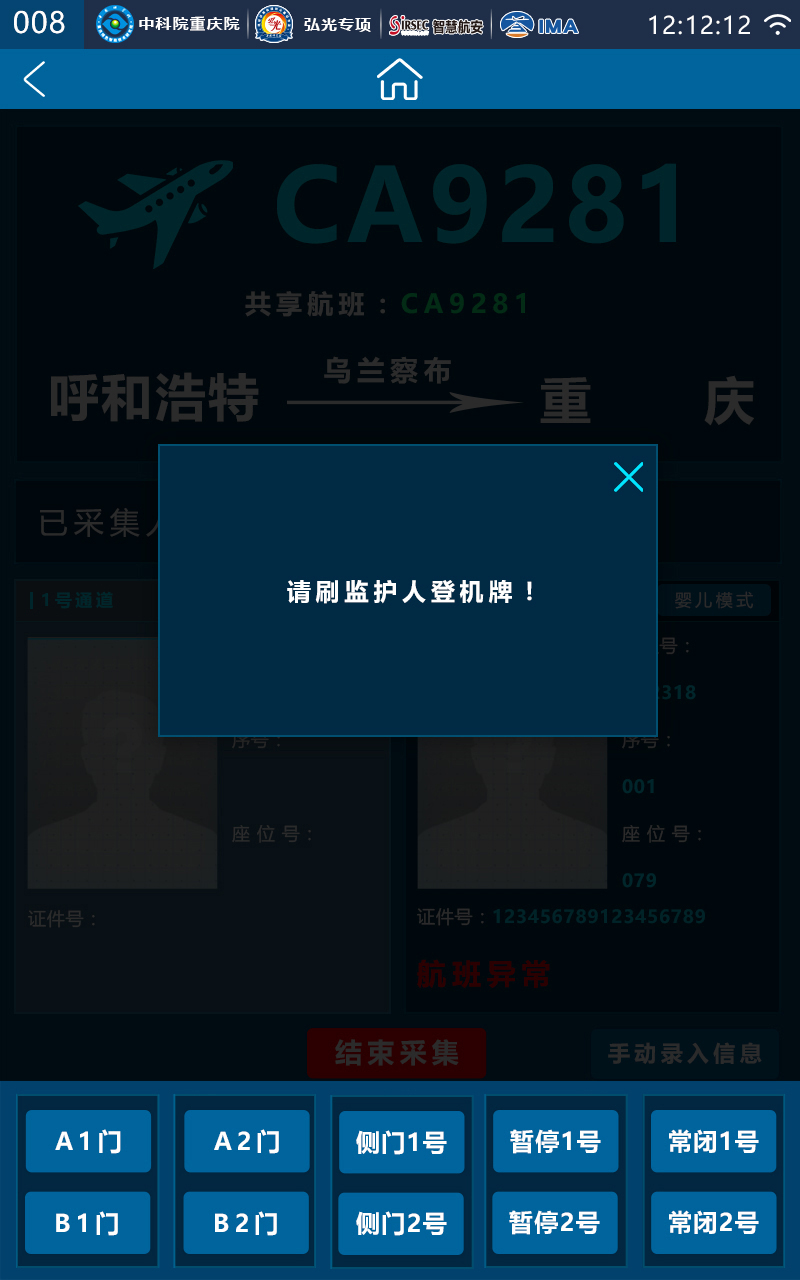 008 中科院重庆院 弘光专项 SiRSEC 智慧航安 IMA 12:12:12
CA9281
共享航班：CA9281
乌兰察布
呼和浩特 重 庆
已采集人
请刷监护人登机牌！
1号通道 婴儿模式
号：
2318
序号： 序号：
001
座位号： 座位号：
079
证件号： 证件号：123456789123456789
航班异常
结束采集 手动录入信息
A1门 A2门 侧门1号 暂停1号 常闭1号
B1门 B2门 侧门2号 暂停2号 常闭2号